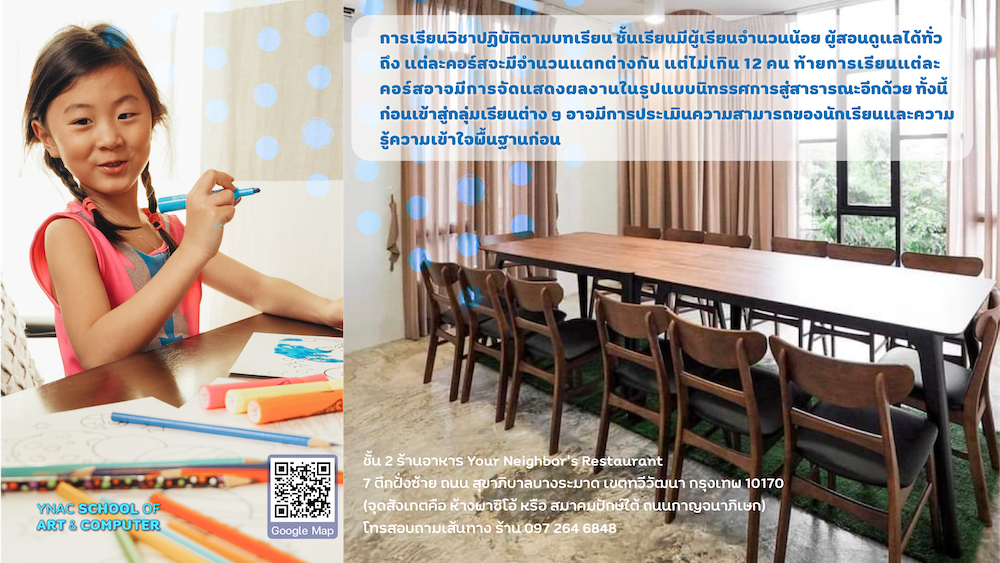 การเรียนวิชาปฏิบัติตามบทเรียน ชั้นเรียนมีผู้เรียนจำนวนน้อย ผู้สอนดูแลได้ทั่ว
ถึง แต่ละคอร์สจะมีจำนวนแตกต่างกัน แต่ไม่เกิน 12 คน ท้ายการเรียนแต่ละ
คอร์สอาจมีการจัดแสดงผลงานในรูปแบบนิทรรศการสู่สาธารณะอีกด้วย ทั้งนี้
ก่อนเข้าสู่กลุ่มเรียนต่าง ๆ อาจมีการประเมินความสามารถของนักเรียนและความ
รู้ความเข้าใจพื้นฐานก่อน
ชั้น 2 ร้านอาหาร Your Neighbor's Restaurant
7 ตึกฝั่งซ้าย ถนน สุขาภิบาลบางระมาด เขตทวีวัฒนา กรุงเทพ 10170
(จุดสังเกตคือ ห้างพาซิโอ้ หรือ สมาคมปักษ์ใต้ ถนนกาญจนาภิเษก)
โทรสอบถามเส้นทาง ร้าน 097 264 6848
YNAC SCHOOL OF
ART & COMPUTER
Google Map